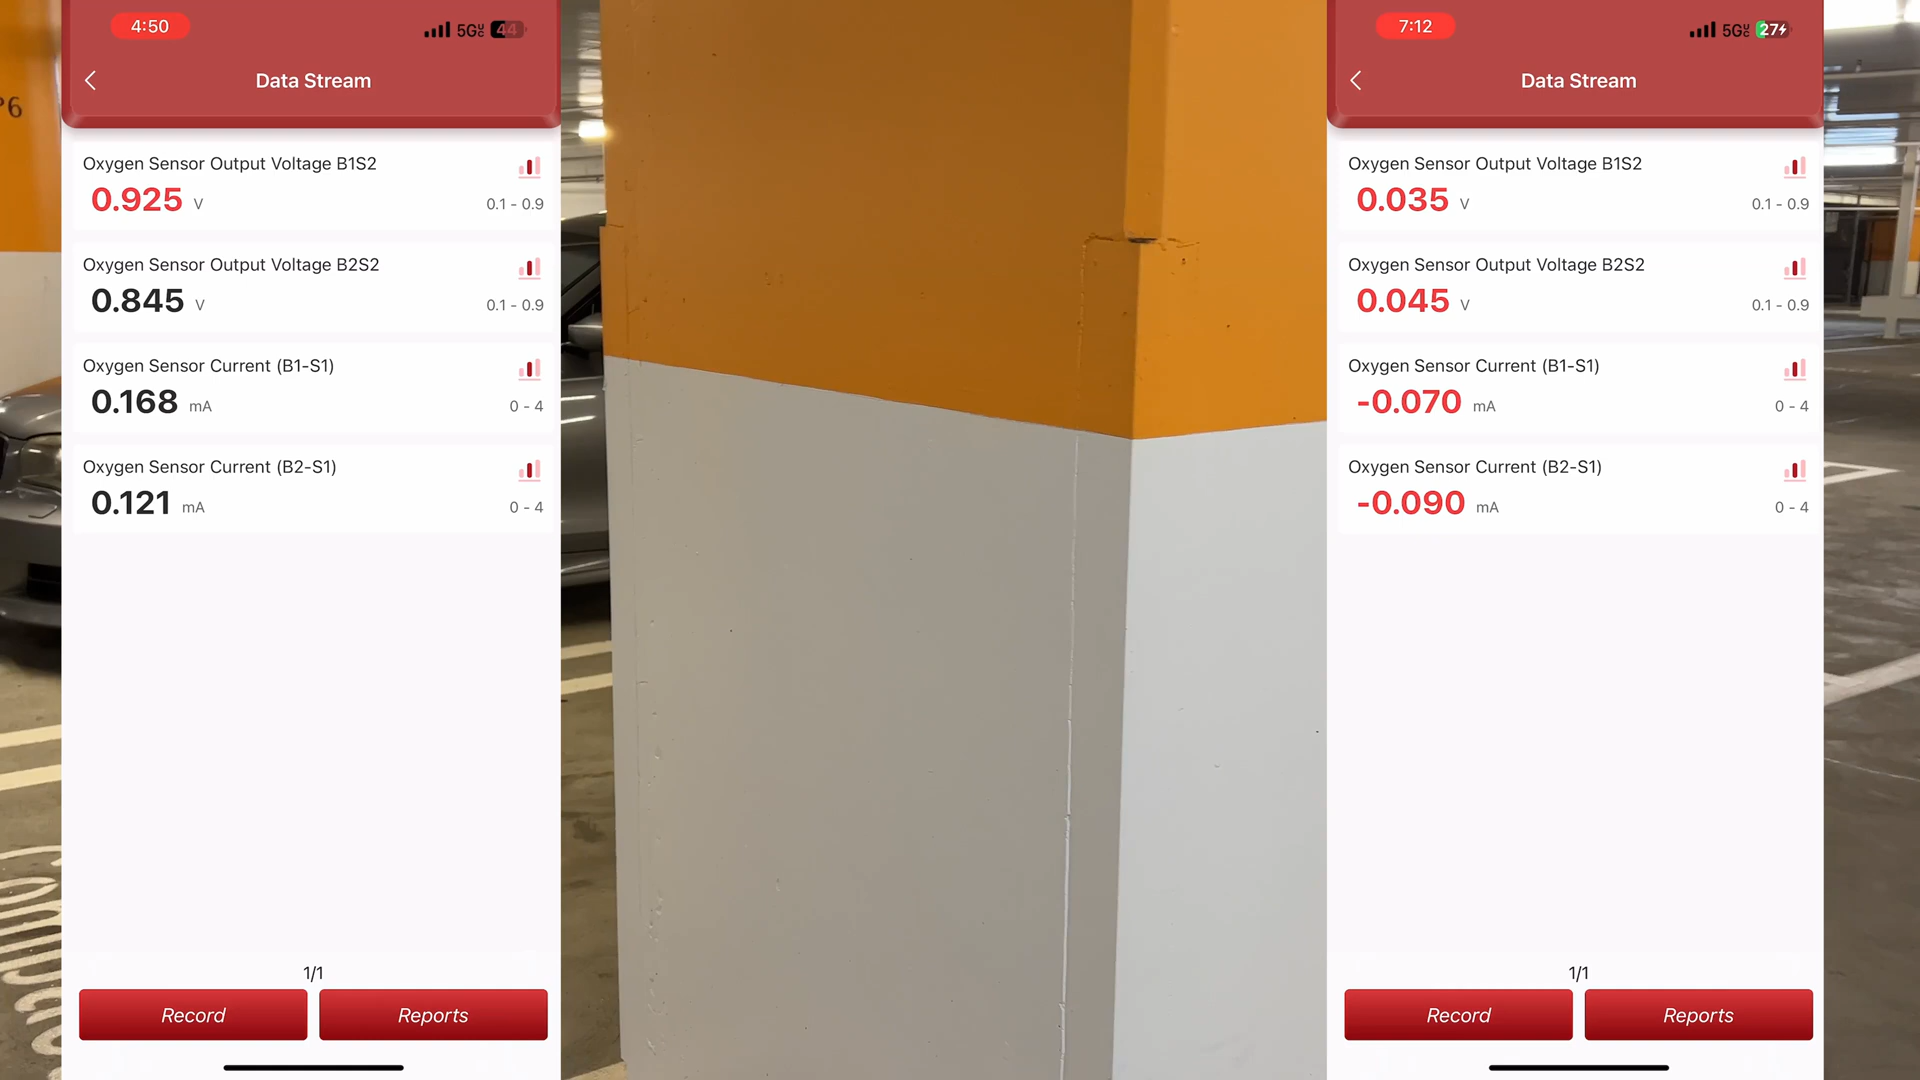 4:50
5G
44
Data Stream
Oxygen Sensor Output Voltage B1S2
0.925 V
0.1 - 0.9
Oxygen Sensor Output Voltage B2S2
0.845 V
0.1 - 0.9
Oxygen Sensor Current (B1-S1)
0.168 mA
0 - 4
Oxygen Sensor Current (B2-S1)
0.121 mA
0 - 4
1/1
Record
Reports
7:12
5G
27
Data Stream
Oxygen Sensor Output Voltage B1S2
0.035 V
0.1 - 0.9
Oxygen Sensor Output Voltage B2S2
0.045 V
0.1 - 0.9
Oxygen Sensor Current (B1-S1)
-0.070 mA
0 - 4
Oxygen Sensor Current (B2-S1)
-0.090 mA
0 - 4
1/1
Record
Reports